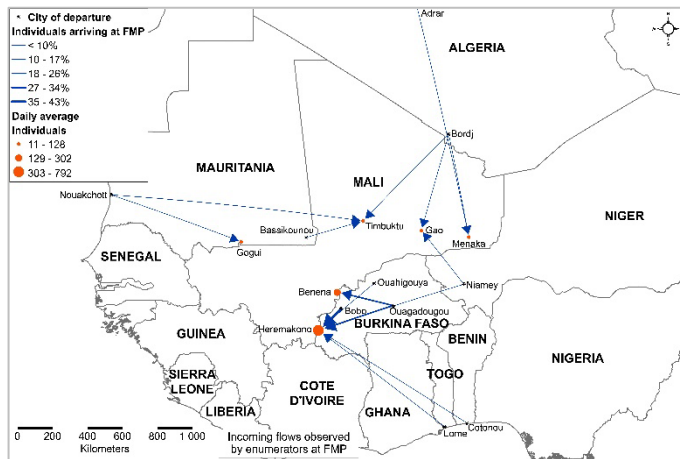 City of departure
Individuals arriving at FMP
< 10%
10 - 17%
18 - 26%
27 - 34%
35 - 43%
Daily average
Individuals
11 - 128
129 - 302
303 - 792
Adrar
ALGERIA
Bordj
MAURITANIA
MALI
Nouakchott
NIGER
Bassikounou
Timbuktu
Gao
Menaka
Gogui
SENEGAL
Ouahigouya
Niamey
Benena
Bobo
Ouagadougou
BURKINA FASO
Heremakono
GUINEA
BENIN
NIGERIA
SIERRA
LEONE
TOGO
COTE
D'IVOIRE
GHANA
LIBERIA
Lome
Cotonou
0 200 400 600 800 1 000
Kilometers
Incoming flows observed
by enumerators at FMP